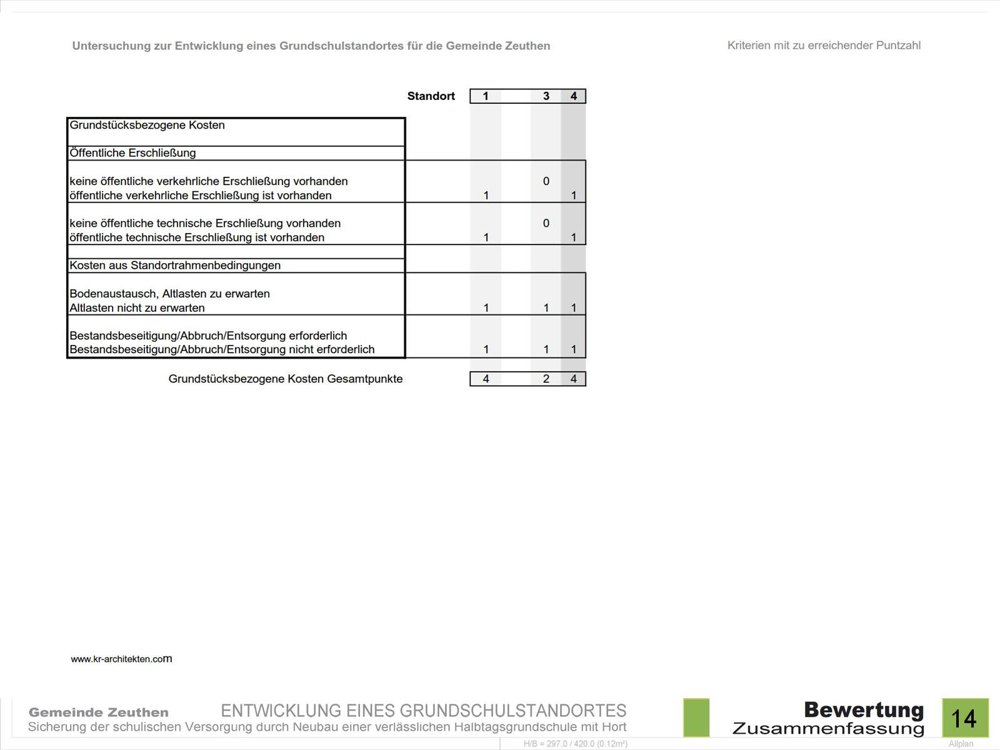 Untersuchung zur Entwicklung eines Grundschulstandortes für die Gemeinde Zeuthen Kriterien mit zu erreichender Puntzahl
Standort 1 3 4
Grundstücksbezogene Kosten
Öffentliche Erschließung
keine öffentliche verkehrliche Erschließung vorhanden 0
öffentliche verkehrliche Erschließung ist vorhanden 1 1
keine öffentliche technische Erschließung vorhanden 0
öffentliche technische Erschließung ist vorhanden 1 1
Kosten aus Standortrahmenbedingungen
Bodenaustausch, Altlasten zu erwarten
Altlasten nicht zu erwarten 1 1 1
Bestandsbeseitigung/Abbruch/Entsorgung erforderlich
Bestandsbeseitigung/Abbruch/Entsorgung nicht erforderlich 1 1 1
Grundstücksbezogene Kosten Gesamtpunkte 4 2 4
www.kr-architekten.com
Gemeinde Zeuthen ENTWICKLUNG EINES GRUNDSCHULSTANDORTES
Sicherung der schulischen Versorgung durch Neubau einer verlässlichen Halbtagsgrundschule mit Hort
Bewertung
Zusammenfassung
14
H/B = 297.0 / 420.0 (0.12m²) Allplan